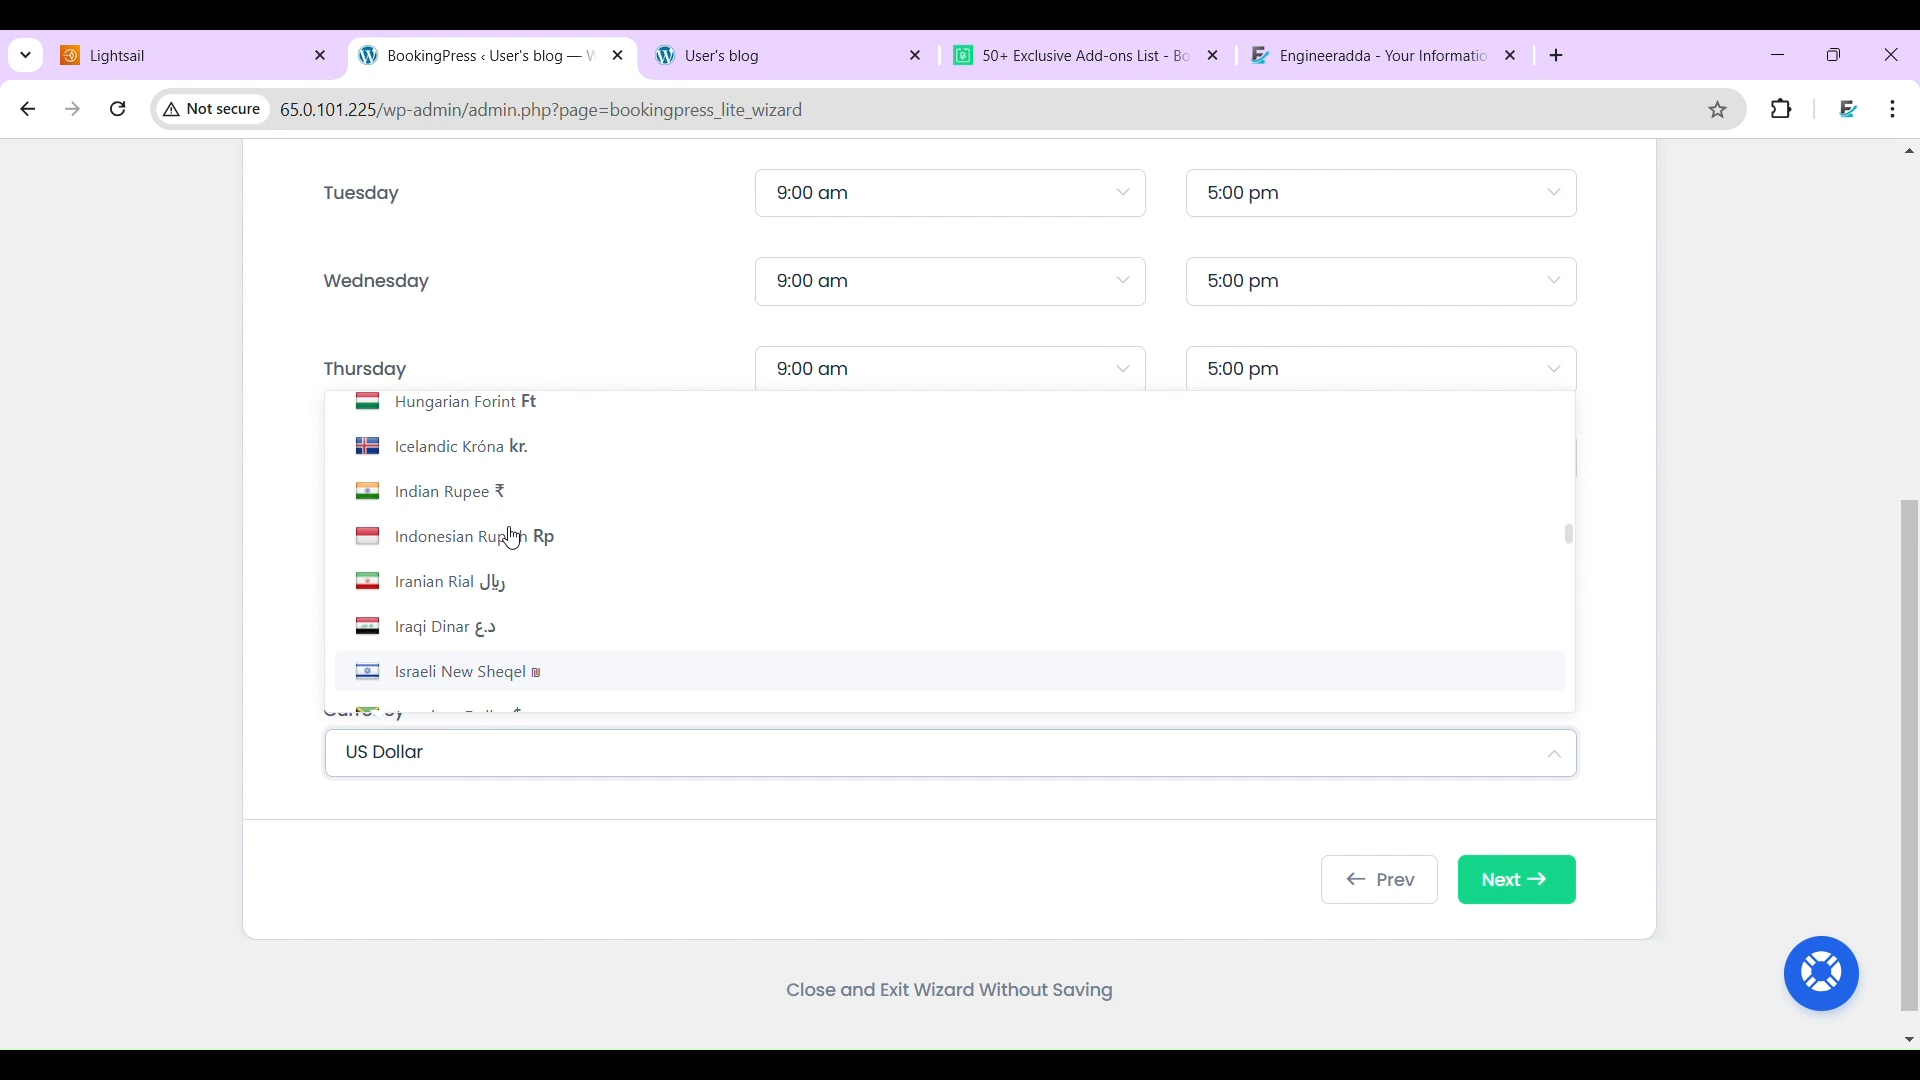 Lightsail
BookingPress ‹ User's blog — W
User's blog
50+ Exclusive Add-ons List - Bo
Engineeradda - Your Informatio
Not secure
65.0.101.225/wp-admin/admin.php?page=bookingpress_lite_wizard
Tuesday 9:00 am 5:00 pm
Wednesday 9:00 am 5:00 pm
Thursday 9:00 am 5:00 pm
Hungarian Forint Ft
Icelandic Króna kr.
Indian Rupee ₹
Indonesian Rp
Iranian Rial ﷼
Iraqi Dinar د.ع
Israeli New Sheqel ₪
US Dollar
← Prev
Next →
Close and Exit Wizard Without Saving